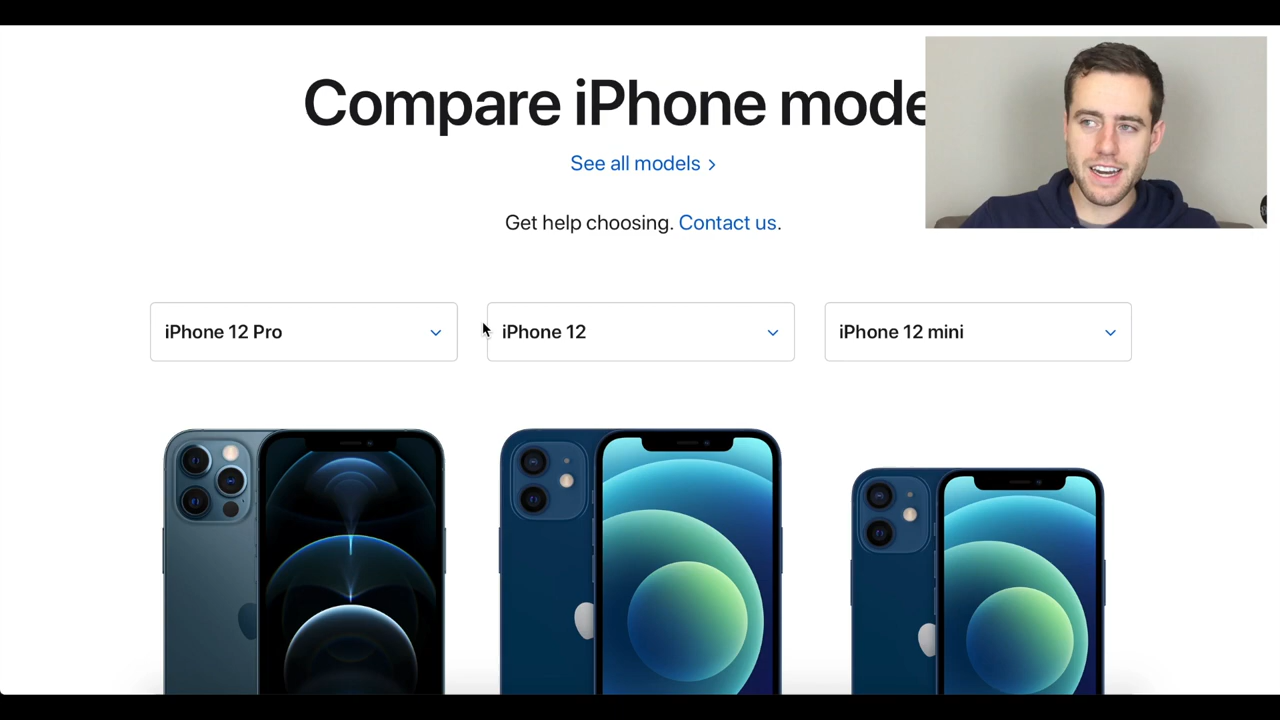 Compare iPhone mode
See all models >
Get help choosing. Contact us.
iPhone 12 Pro
iPhone 12
iPhone 12 mini